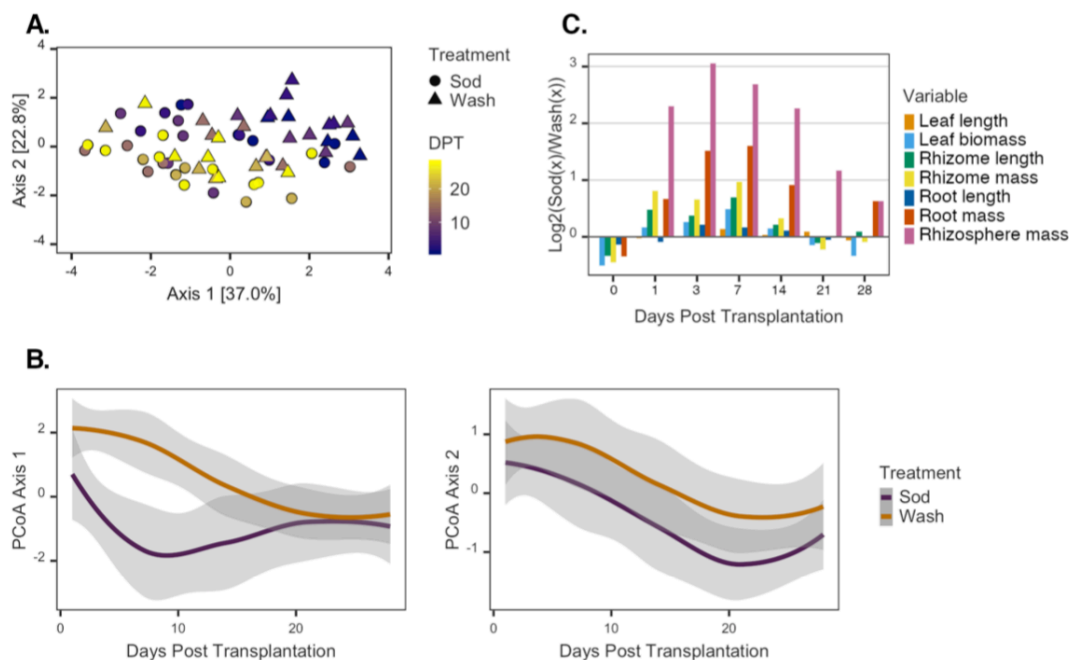 A.
4
2
0
-2
-4
Axis 2 [22.8%]
-4
-2
0
2
4
Axis 1 [37.0%]
Treatment
Sod
Wash
DPT
20
10
C.
3
2
1
0
Log2(Sod(x)/Wash(x))
0
1
3
7
14
21
28
Days Post Transplantation
Variable
Leaf length
Leaf biomass
Rhizome length
Rhizome mass
Root length
Root mass
Rhizosphere mass
B.
2
0
-2
PCoA Axis 1
0
10
20
Days Post Transplantation
1
0
-1
PCoA Axis 2
0
10
20
Days Post Transplantation
Treatment
Sod
Wash